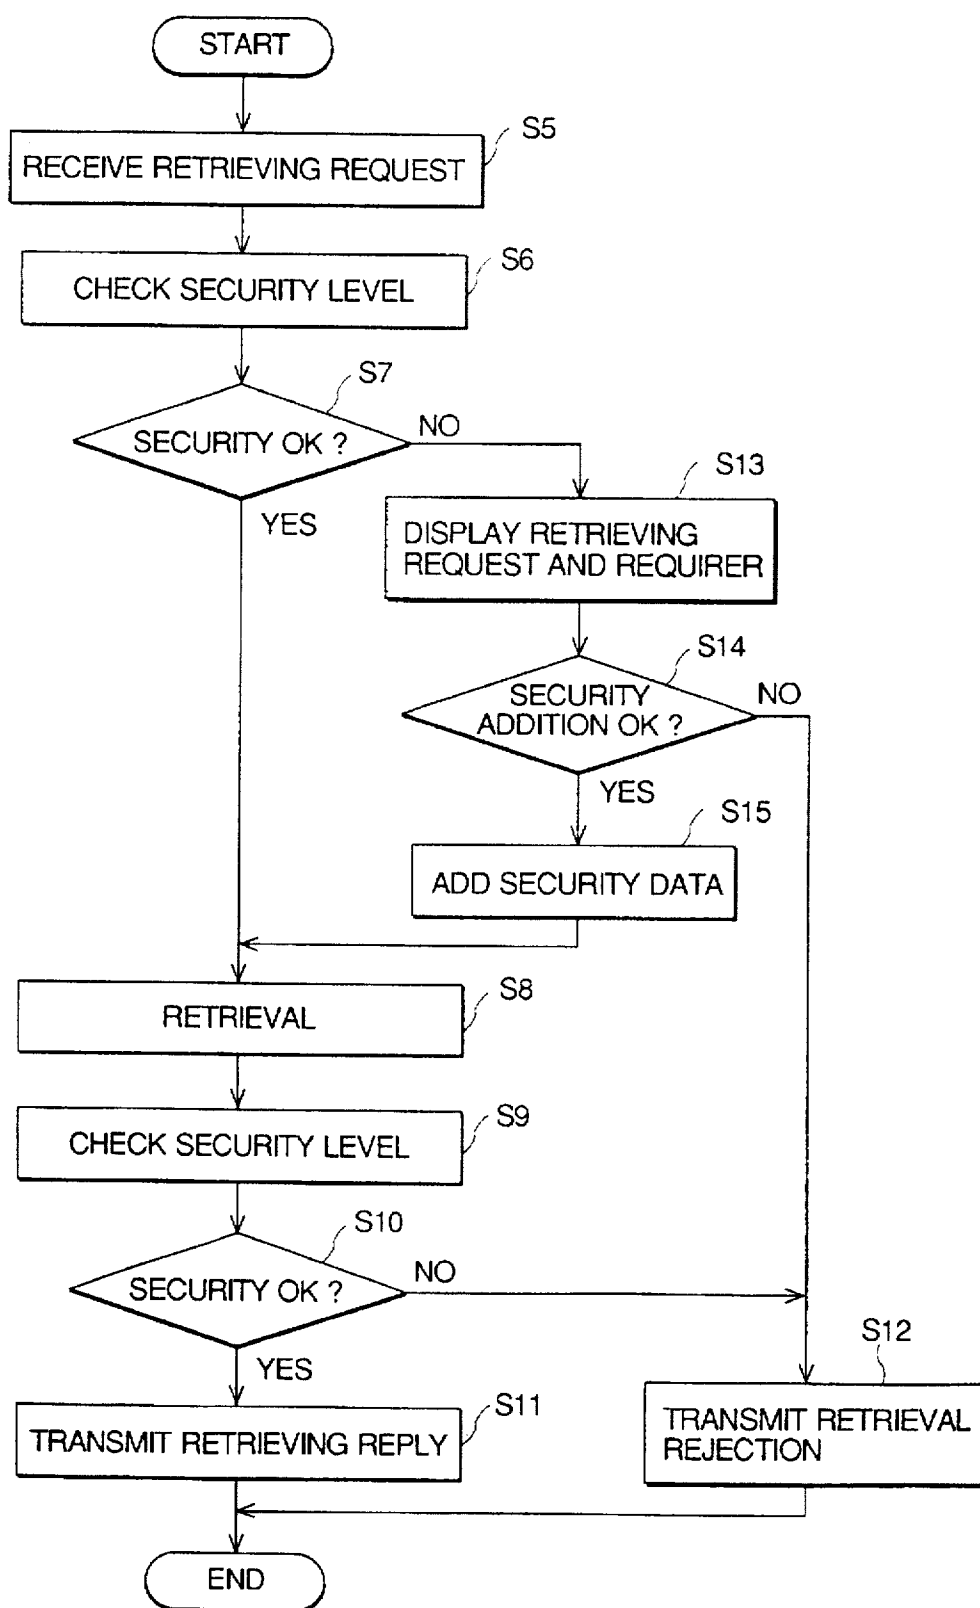 START
S5
RECEIVE RETRIEVING REQUEST
S6
CHECK SECURITY LEVEL
S7
SECURITY OK ?
NO
YES
S13
DISPLAY RETRIEVING
REQUEST AND REQUIRER
S14
SECURITY
ADDITION OK ?
NO
YES
S15
ADD SECURITY DATA
S8
RETRIEVAL
S9
CHECK SECURITY LEVEL
S10
SECURITY OK ?
NO
YES
S12
TRANSMIT RETRIEVAL
REJECTION
S11
TRANSMIT RETRIEVING REPLY
END